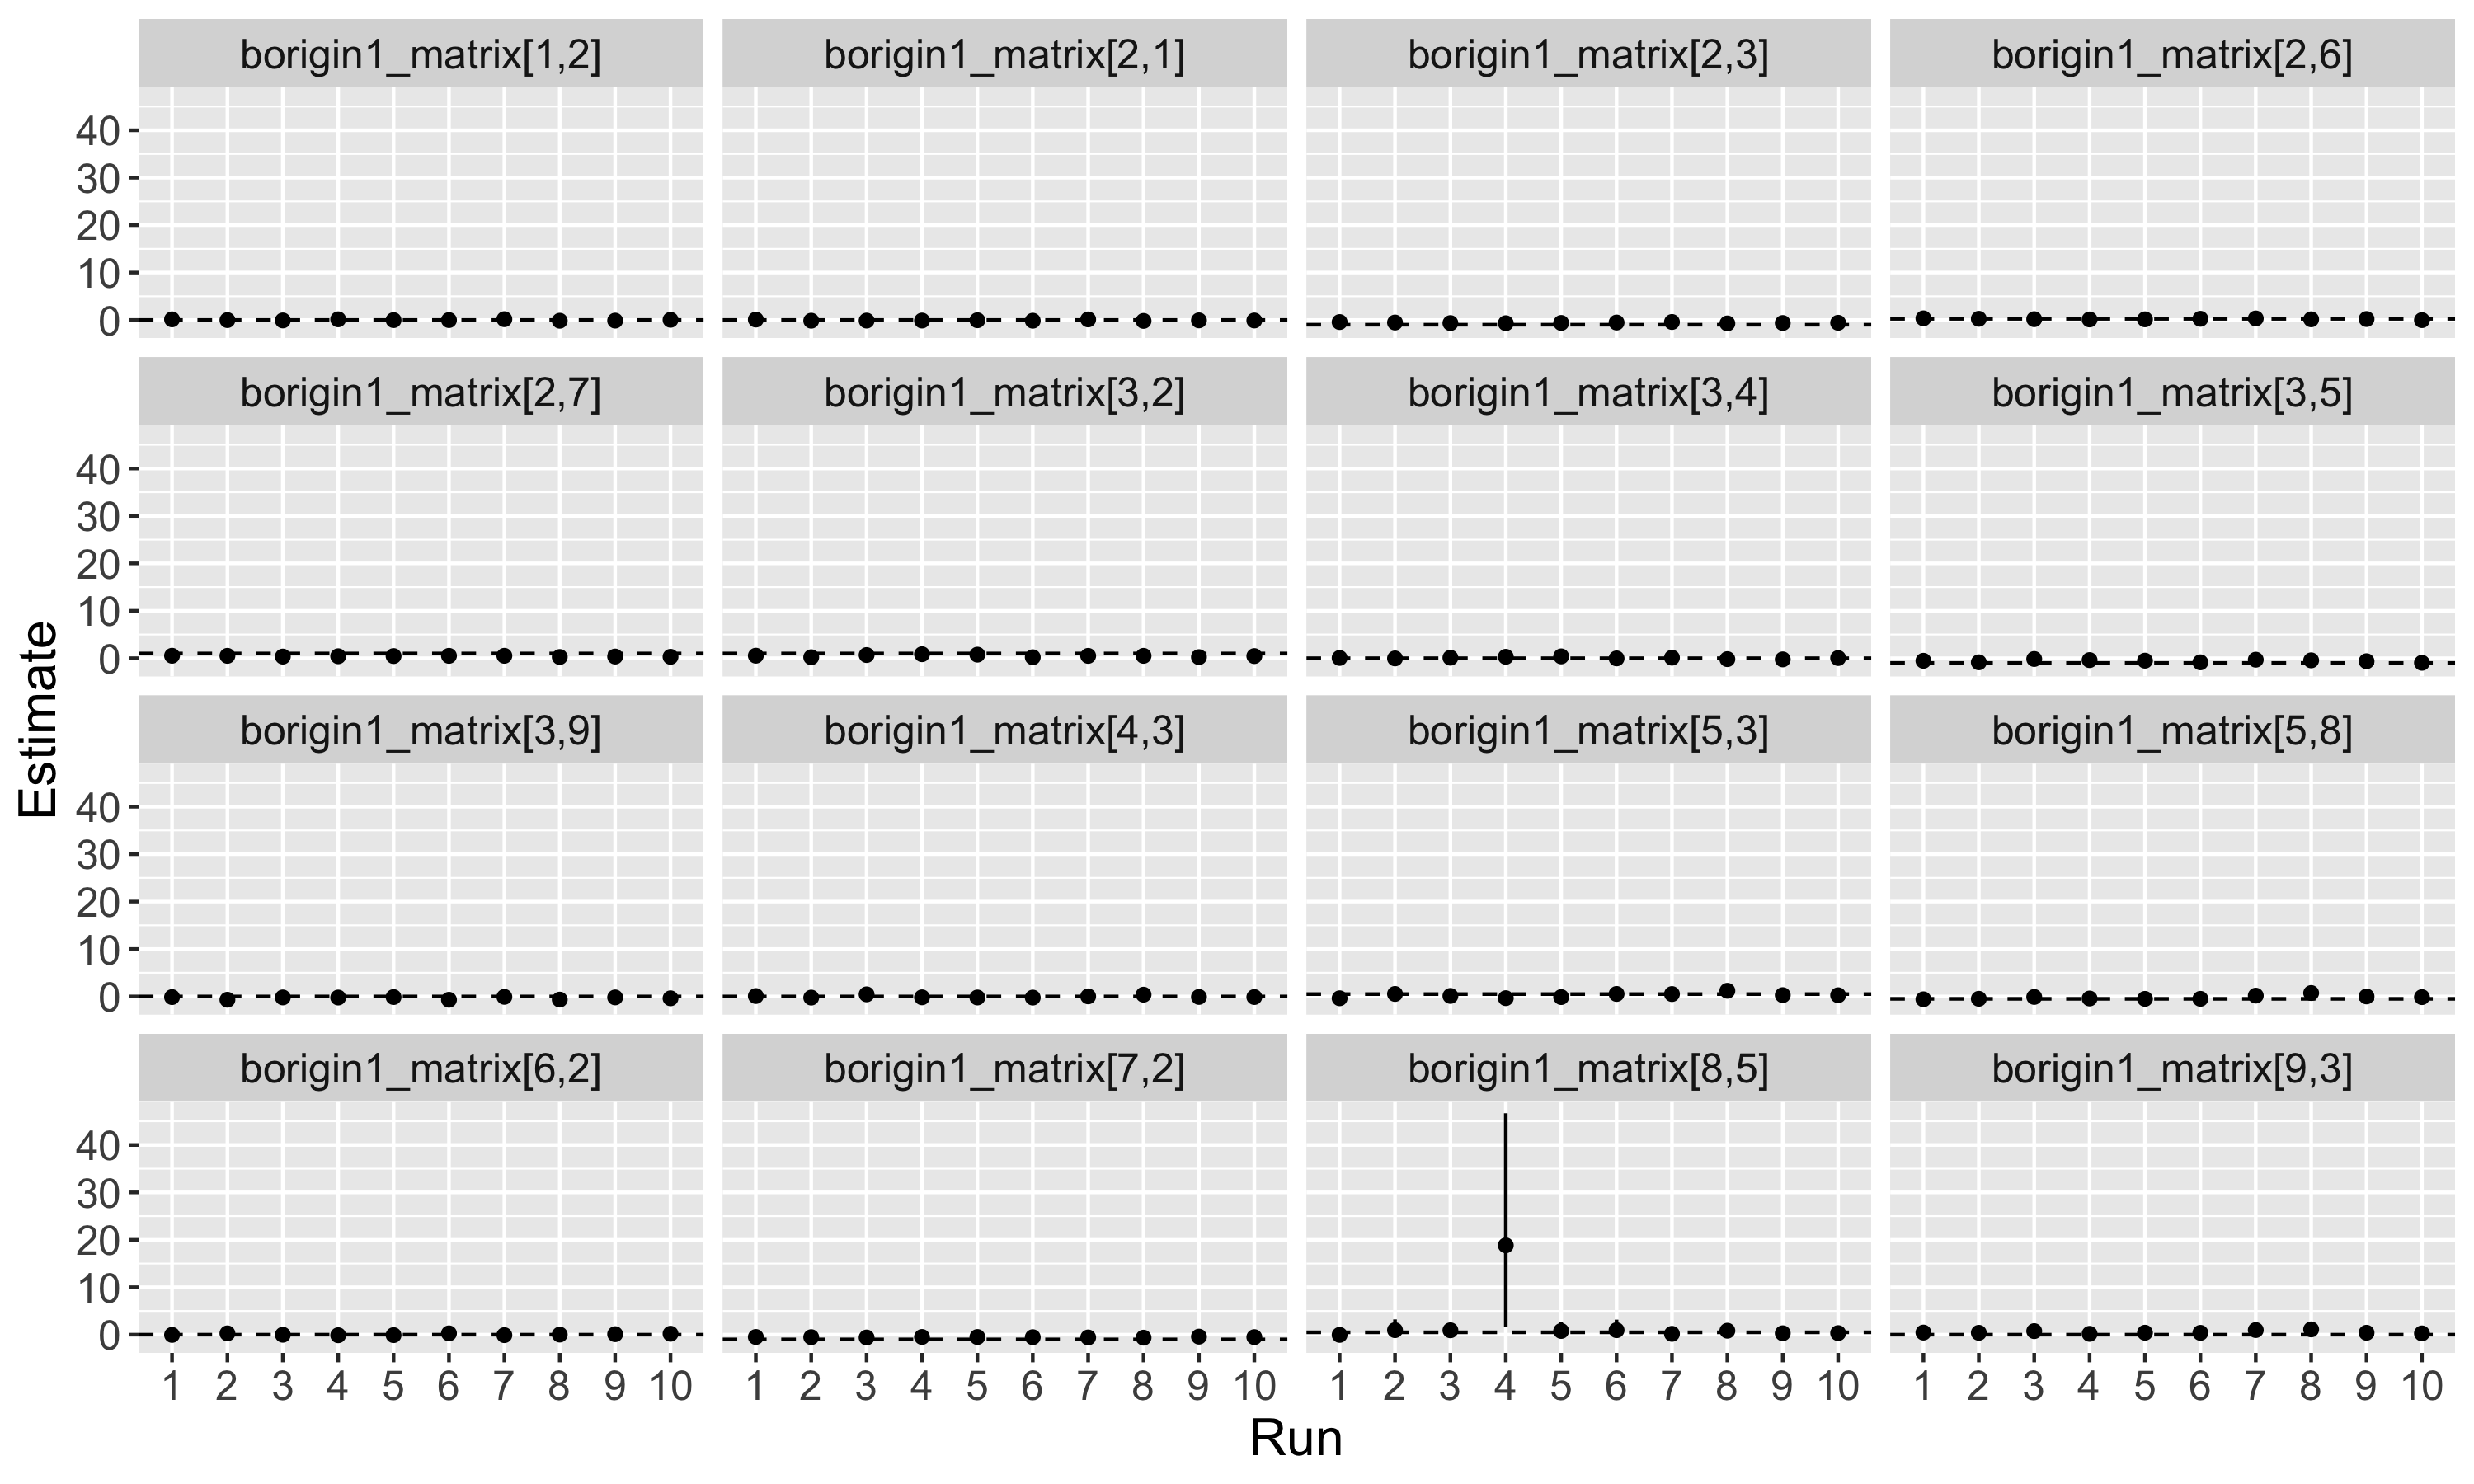 borigin1_matrix[1,2] borigin1_matrix[2,1] borigin1_matrix[2,3] borigin1_matrix[2,6]
40
30
20
10
0
borigin1_matrix[2,7] borigin1_matrix[3,2] borigin1_matrix[3,4] borigin1_matrix[3,5]
40
30
20
10
0
Estimate
borigin1_matrix[3,9] borigin1_matrix[4,3] borigin1_matrix[5,3] borigin1_matrix[5,8]
40
30
20
10
0
borigin1_matrix[6,2] borigin1_matrix[7,2] borigin1_matrix[8,5] borigin1_matrix[9,3]
40
30
20
10
0
1 2 3 4 5 6 7 8 9 10 1 2 3 4 5 6 7 8 9 10 1 2 3 4 5 6 7 8 9 10 1 2 3 4 5 6 7 8 9 10
Run